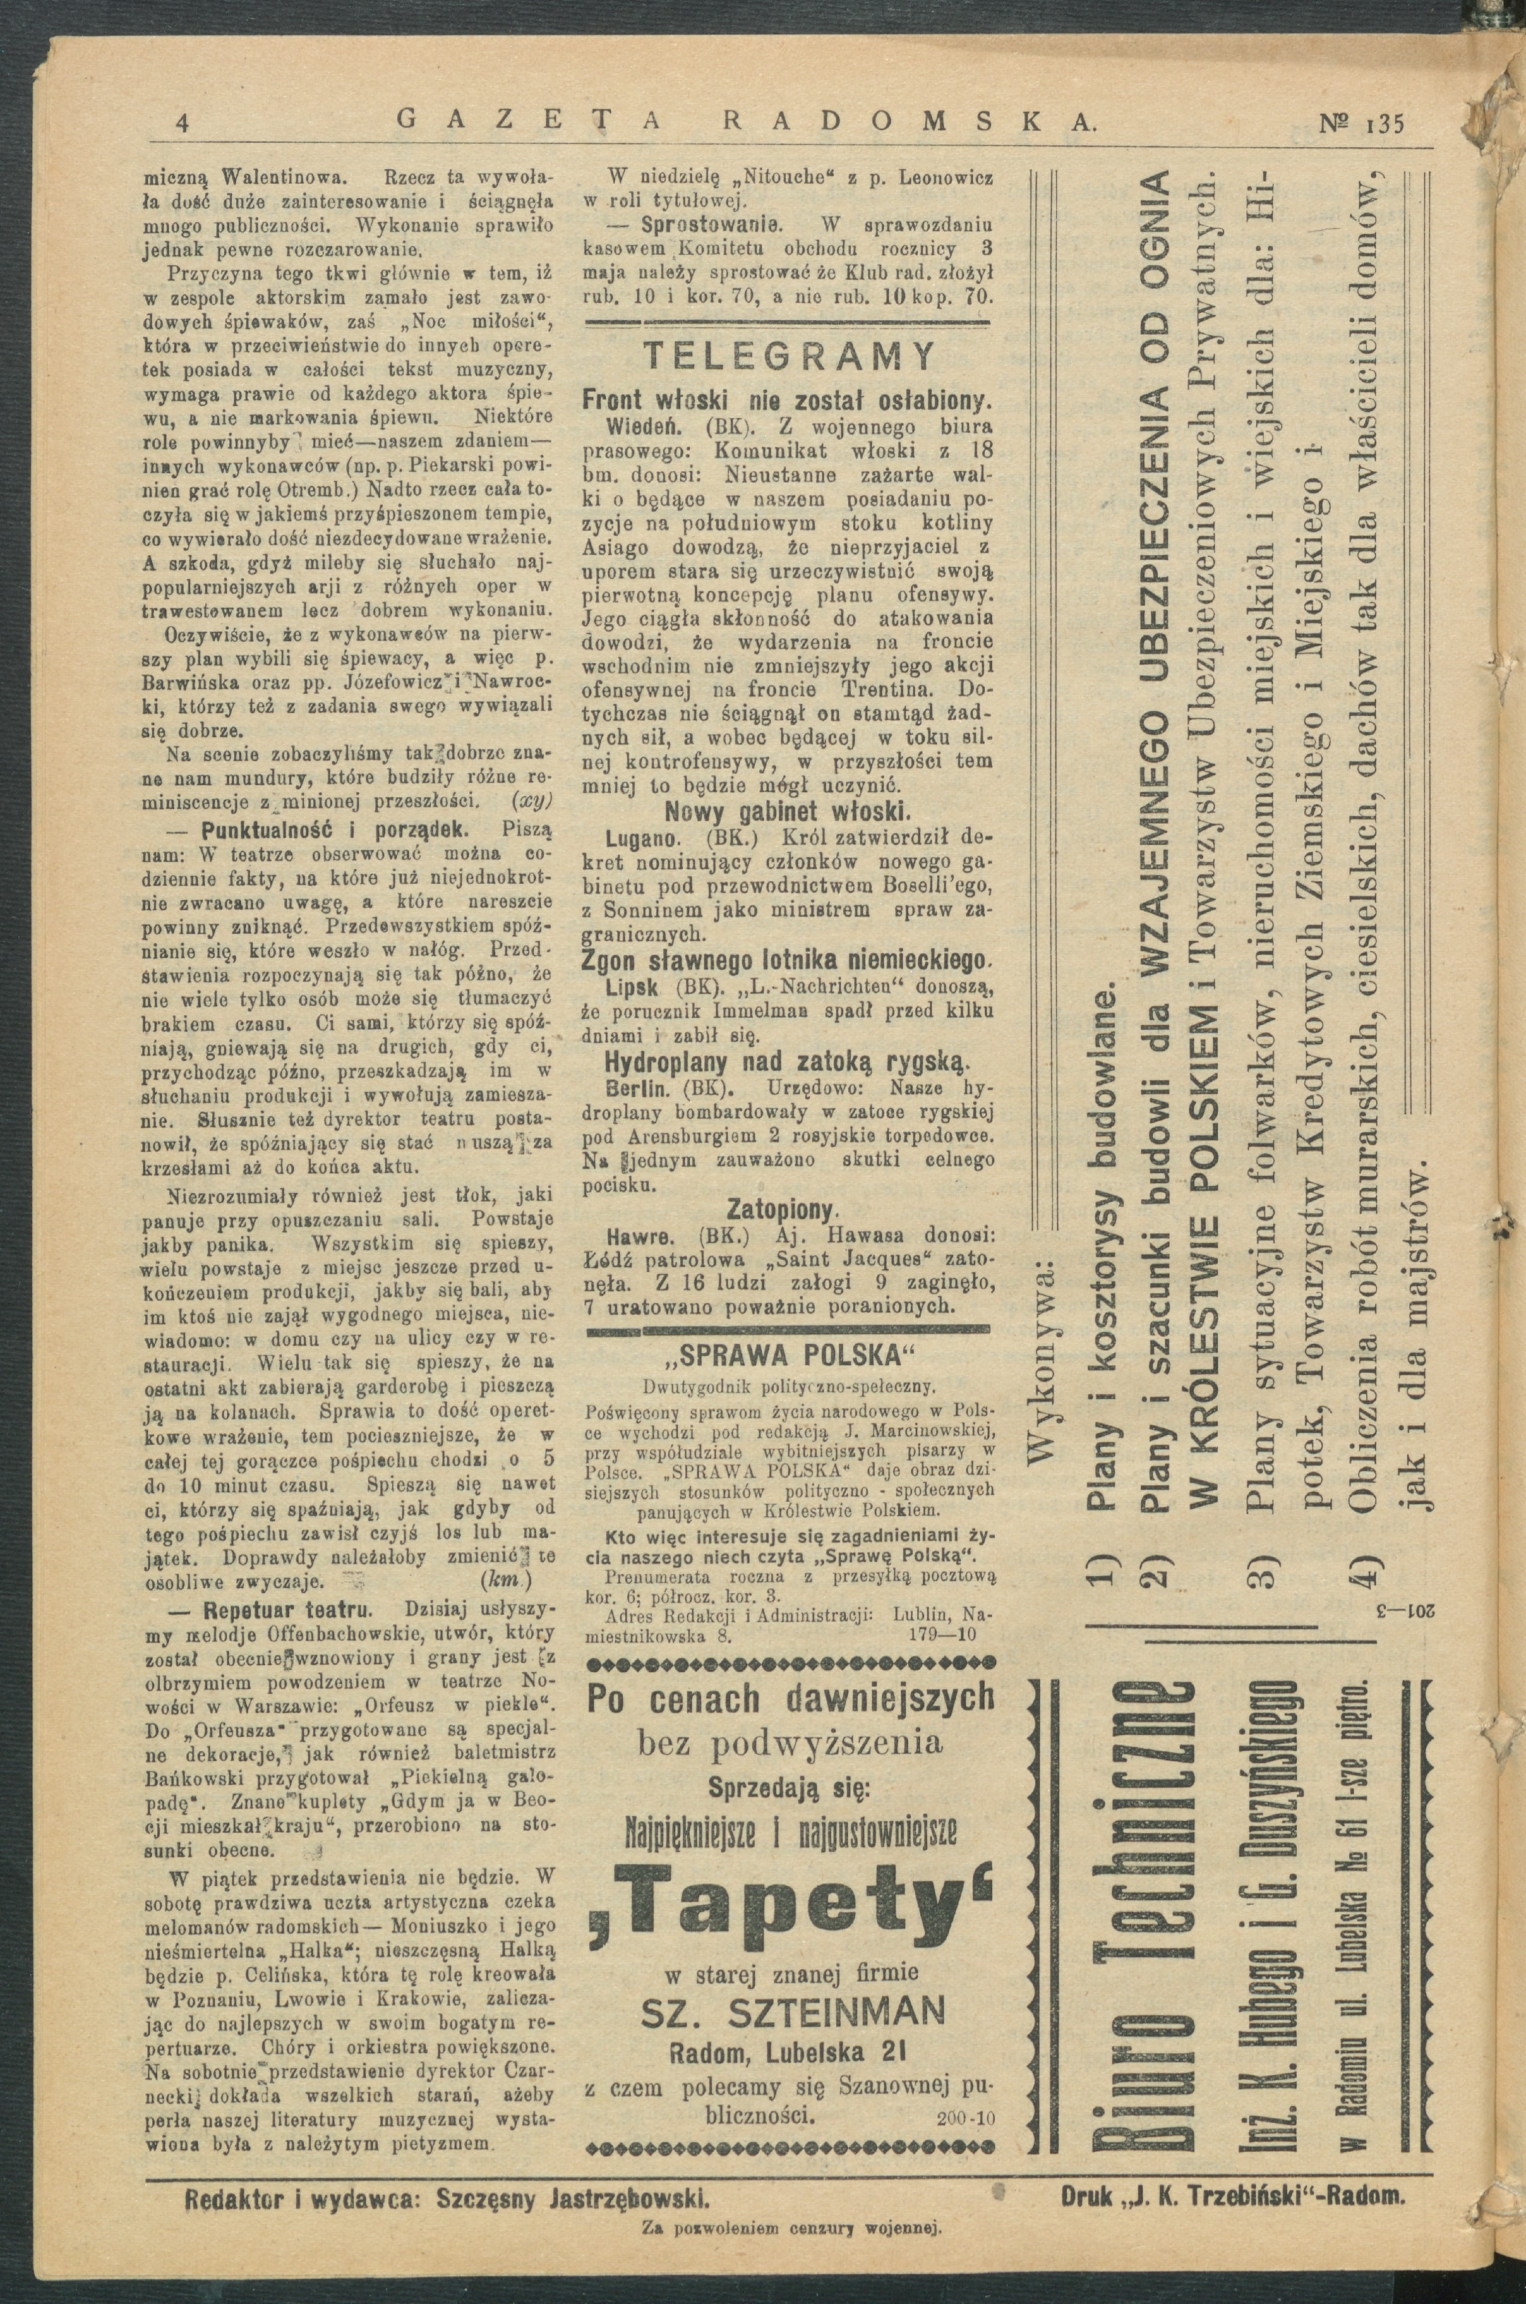 4
GAZETA RADOMSKA.
№ 135
miczną Walentinowa. Rzecz ta wywoła-
ła dość duże zainteresowanie i ściągnęła
mnogo publiczności. Wykonanie sprawiło
jednak pewne rozczarowanie.
Przyczyna tego tkwi głównie w tem, iż
w zespole aktorskim zamało jest zawo-
dowych śpiewaków, zaś „Noc miłości“,
która w przeciwieństwie do innych opere-
tek posiada w całości tekst muzyczny,
wymaga prawie od każdego aktora śpie-
wu, a nie markowania śpiewu. Niektóre
role powinnyby mieć—naszem zdaniem—
innych wykonawców (np. p. Piekarski powi-
nien grać rolę Otremb.) Nadto rzecz cała to-
czyła się w jakiemś przyśpieszonem tempie,
co wywierało dość niezdecydowane wrażenie.
A szkoda, gdyż mileby się słuchało naj-
popularniejszych arji z różnych oper w
trawestowanem lecz dobrem wykonaniu.
Oczywiście, że z wykonawców na pierw-
szy plan wybili się śpiewacy, a więc p.
Barwińska oraz pp. Józefowicz i Nawroc-
ki, którzy też z zadania swego wywiązali
się dobrze.
Na scenie zobaczyliśmy tak dobrze zna-
ne nam mundury, które budziły różne re-
miniscencje z minionej przeszłości. (xy)
— Punktualność i porządek. Piszą
nam: W teatrze obserwować można co-
dziennie fakty, na które już niejednokrot-
nie zwracano uwagę, a które nareszcie
powinny zniknąć. Przedewszystkiem spóź-
nianie się, które weszło w nałóg. Przed-
stawienia rozpoczynają się tak późno, że
nie wiele tylko osób może się tłumaczyć
brakiem czasu. Ci sami, którzy się spóź-
niają, gniewają się na drugich, gdy ci,
przychodząc późno, przeszkadzają im w
słuchaniu produkcji i wywołują zamiesza-
nie. Słusznie też dyrektor teatru posta-
nowił, że spóźniający się stać muszą za
krzesłami aż do końca aktu.
Niezrozumiały również jest tłok, jaki
panuje przy opuszczaniu sali. Powstaje
jakby panika. Wszystkim się spieszy,
wielu powstaje z miejsc jeszcze przed u-
kończeniem produkcji, jakby się bali, aby
im ktoś nie zajął wygodnego miejsca, nie-
wiadomo: w domu czy na ulicy czy w re-
stauracji. Wielu tak się spieszy, że na
ostatni akt zabierają garderobę i pieszczą
ją na kolanach. Sprawia to dość operet-
kowe wrażenie, tem pocieszniejsze, że w
całej tej gorączce pośpiechu chodzi o 5
do 10 minut czasu. Spieszą się nawet
ci, którzy się spaźniają, jak gdyby od
tego pośpiechu zawisł czyjś los lub ma-
jątek. Doprawdy należałoby zmienić te
osobliwe zwyczaje. (km.)
— Repetuar teatru. Dzisiaj usłyszy-
my melodje Offenbachowskie, utwór, który
został obecnie wznowiony i grany jest z
olbrzymiem powodzeniem w teatrze No-
wości w Warszawie: „Orfeusz w piekle“.
Do „Orfeusza“ przygotowane są specjal-
ne dekoracje, jak również baletmistrz
Bańkowski przygotował „Piekielną galo-
padę“. Znane kuplety „Gdym ja w Beo-
cji mieszkał kraju“, przerobiono na sto-
sunki obecne.
W piątek przedstawienia nie będzie. W
sobotę prawdziwa uczta artystyczna czeka
melomanów radomskich— Moniuszko i jego
nieśmiertelna „Halka“; nieszczęsną Halką
będzie p. Celińska, która tę rolę kreowała
w Poznaniu, Lwowie i Krakowie, zalicza-
jąc do najlepszych w swoim bogatym re-
pertuarze. Chóry i orkiestra powiększone.
Na sobotnie przedstawienie dyrektor Czar-
necki dokłada wszelkich starań, ażeby
perła naszej literatury muzycznej wysta-
wiona była z należytym pietyzmem.
W niedzielę „Nitouche“ z p. Leonowicz
w roli tytułowej.
— Sprostowanie. W sprawozdaniu
kasowem Komitetu obchodu rocznicy 3
maja należy sprostować że Klub rad. złożył
rub. 10 i kor. 70, a nie rub. 10 kop. 70.
TELEGRAMY
Front włoski nie został osłabiony.
Wiedeń. (BK). Z wojennego biura
prasowego: Komunikat włoski z 18
bm. donosi: Nieustanne zażarte wal-
ki o będące w naszem posiadaniu po-
zycje na południowym stoku kotliny
Asiago dowodzą, że nieprzyjaciel z
uporem stara się urzeczywistnić swoją
pierwotną koncepcję planu ofensywy.
Jego ciągła skłonność do atakowania
dowodzi, że wydarzenia na froncie
wschodnim nie zmniejszyły jego akcji
ofensywnej na froncie Trentina. Do-
tychczas nie ściągnął on stamtąd żad-
nych sił, a wobec będącej w toku sil-
nej kontrofensywy, w przyszłości tem
mniej to będzie mógł uczynić.
Nowy gabinet włoski.
Lugano. (BK.) Król zatwierdził de-
kret nominujący członków nowego ga-
binetu pod przewodnictwem Boselli'ego,
z Sonninem jako ministrem spraw za-
granicznych.
Zgon sławnego lotnika niemieckiego.
Lipsk (BK). „L.-Nachrichten“ donoszą,
że porucznik Immelman spadł przed kilku
dniami i zabił się.
Hydroplany nad zatoką rygską.
Berlin. (BK). Urzędowo: Nasze hy-
droplany bombardowały w zatoce rygskiej
pod Arensburgiem 2 rosyjskie torpedowce.
Na jednym zauważono skutki celnego
pocisku.
Zatopiony.
Hawre. (BK.) Aj. Hawasa donosi:
Łódź patrolowa „Saint Jacques“ zato-
nęła. Z 16 ludzi załogi 9 zaginęło,
7 uratowano poważnie poranionych.
„SPRAWA POLSKA“
Dwutygodnik polityczno-społeczny.
Poświęcony sprawom życia narodowego w Pols-
ce wychodzi pod redakcją J. Marcinowskiej,
przy współudziale wybitniejszych pisarzy w
Polsce. „SPRAWA POLSKA“ daje obraz dzi-
siejszych stosunków polityczno - społecznych
panujących w Królestwie Polskiem.
Kto więc interesuje się zagadnieniami ży-
cia naszego niech czyta „Sprawę Polską“.
Prenumerata roczna z przesyłką pocztową
kor. 6; półrocz. kor. 3.
Adres Redakcji i Administracji: Lublin, Na-
miestnikowska 8. 179—10
Po cenach dawniejszych
bez podwyższenia
Sprzedają się:
Najpiękniejsze i najgustowniejsze
‚Tapety‘
w starej znanej firmie
SZ. SZTEINMAN
Radom, Lubelska 21
z czem polecamy się Szanownej pu-
bliczności. 200-10
Biuro Techniczne
Inż. K. Hubego i G. Duszyńskiego
w Radomiu ul. Lubelska № 61 I-sze piętro.
Wykonywa:
1) Plany i kosztorysy budowlane.
2) Plany i szacunki budowli dla WZAJEMNEGO UBEZPIECZENIA OD OGNIA
W KRÓLESTWIE POLSKIEM i Towarzystw Ubezpieczeniowych Prywatnych.
3) Plany sytuacyjne folwarków, nieruchomości miejskich i wiejskich dla: Hi-
potek, Towarzystw Kredytowych Ziemskiego i Miejskiego i
4) Obliczenia robót murarskich, ciesielskich, dachów tak dla właścicieli domów,
jak i dla majstrów.
201—3
Redaktor i wydawca: Szczęsny Jastrzębowski.
Druk „J. K. Trzebiński“-Radom.
Za pozwoleniem cenzury wojennej.